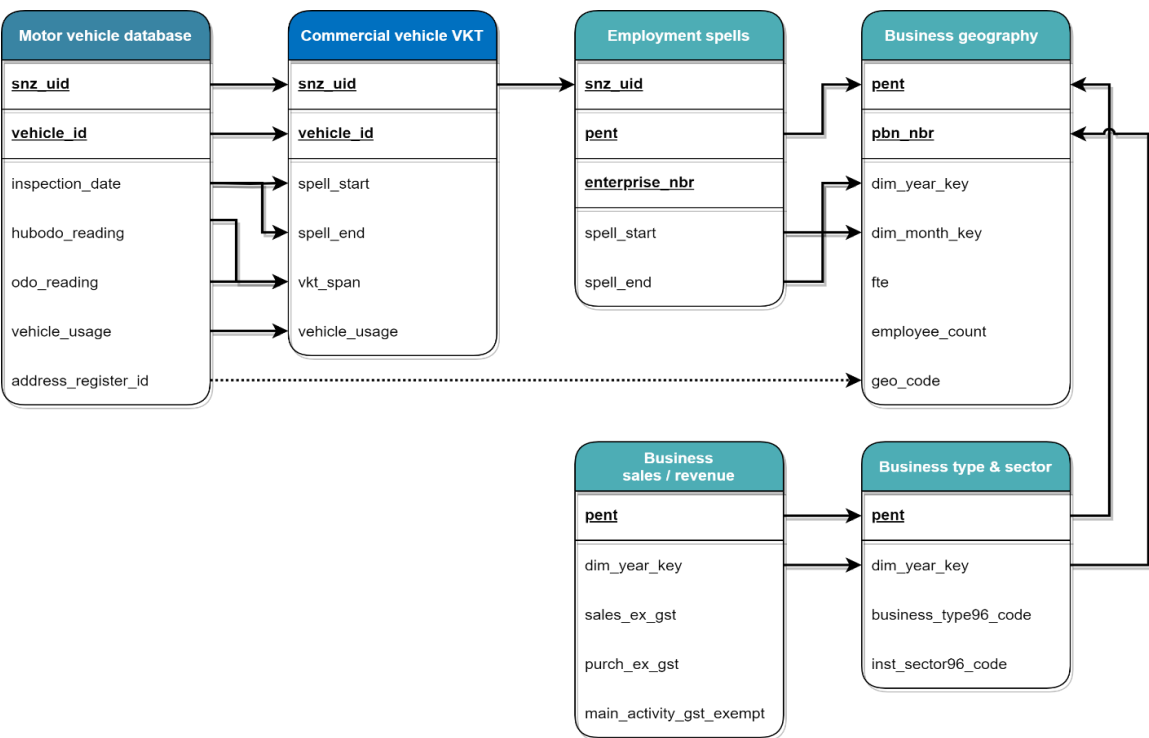 Motor vehicle database
snz_uid
vehicle_id
inspection_date
hubodo_reading
odo_reading
vehicle_usage
address_register_id
Commercial vehicle VKT
snz_uid
vehicle_id
spell_start
spell_end
vkt_span
vehicle_usage
Employment spells
snz_uid
pent
enterprise_nbr
spell_start
spell_end
Business geography
pent
pbn_nbr
dim_year_key
dim_month_key
fte
employee_count
geo_code
Business
sales / revenue
pent
dim_year_key
sales_ex_gst
purch_ex_gst
main_activity_gst_exempt
Business type & sector
pent
dim_year_key
business_type96_code
inst_sector96_code